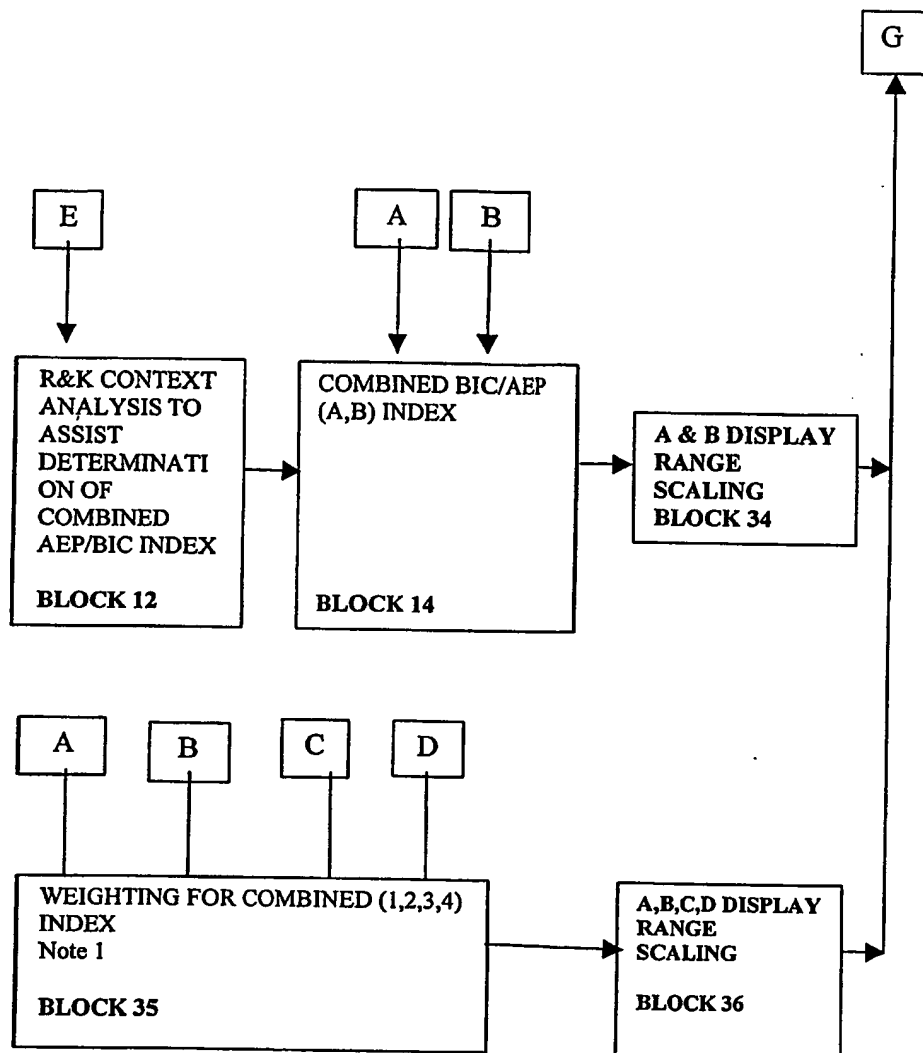 G
E
A
B
R&K CONTEXT
ANALYSIS TO
ASSIST
DETERMINATI
ON OF
COMBINED
AEP/BIC INDEX
BLOCK 12
COMBINED BIC/AEP
(A,B) INDEX
BLOCK 14
A & B DISPLAY
RANGE
SCALING
BLOCK 34
A
B
C
D
WEIGHTING FOR COMBINED (1,2,3,4)
INDEX
Note 1
BLOCK 35
A,B,C,D DISPLAY
RANGE
SCALING
BLOCK 36